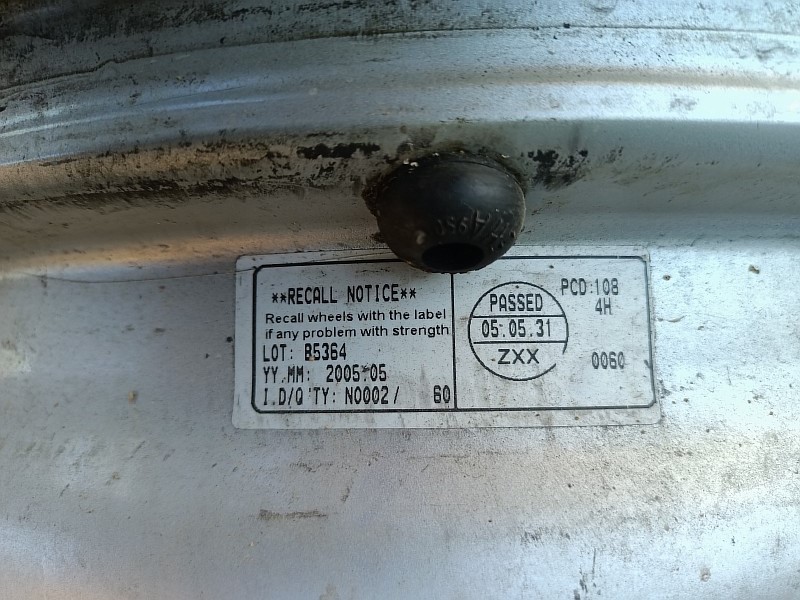 **RECALL NOTICE**
Recall wheels with the label
if any problem with strength
LOT: B5364
YY.MM: 2005.05
I.D/Q'TY: N0002/ 60
PASSED
05.05.31
ZXX
PCD:108
4H
0060